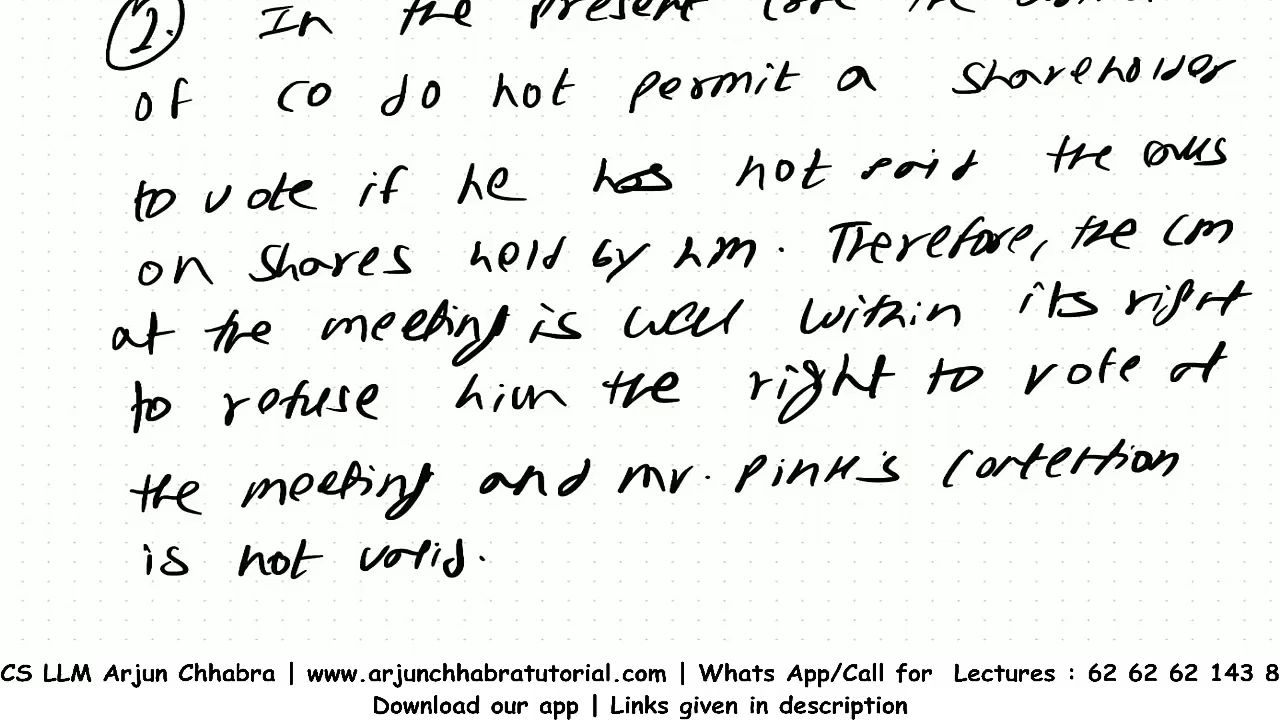 2. In the present case the
of co do not permit a shareholder
to vote if he has not paid the calls
on shares held by him. Therefore, the CM
at the meeting is well within its right
to refuse him the right to vote at
the meeting and mr. Pink's contention
is not valid.
CS LLM Arjun Chhabra | www.arjunchhabratutorial.com | Whats App/Call for Lectures : 62 62 62 143 8
Download our app | Links given in description